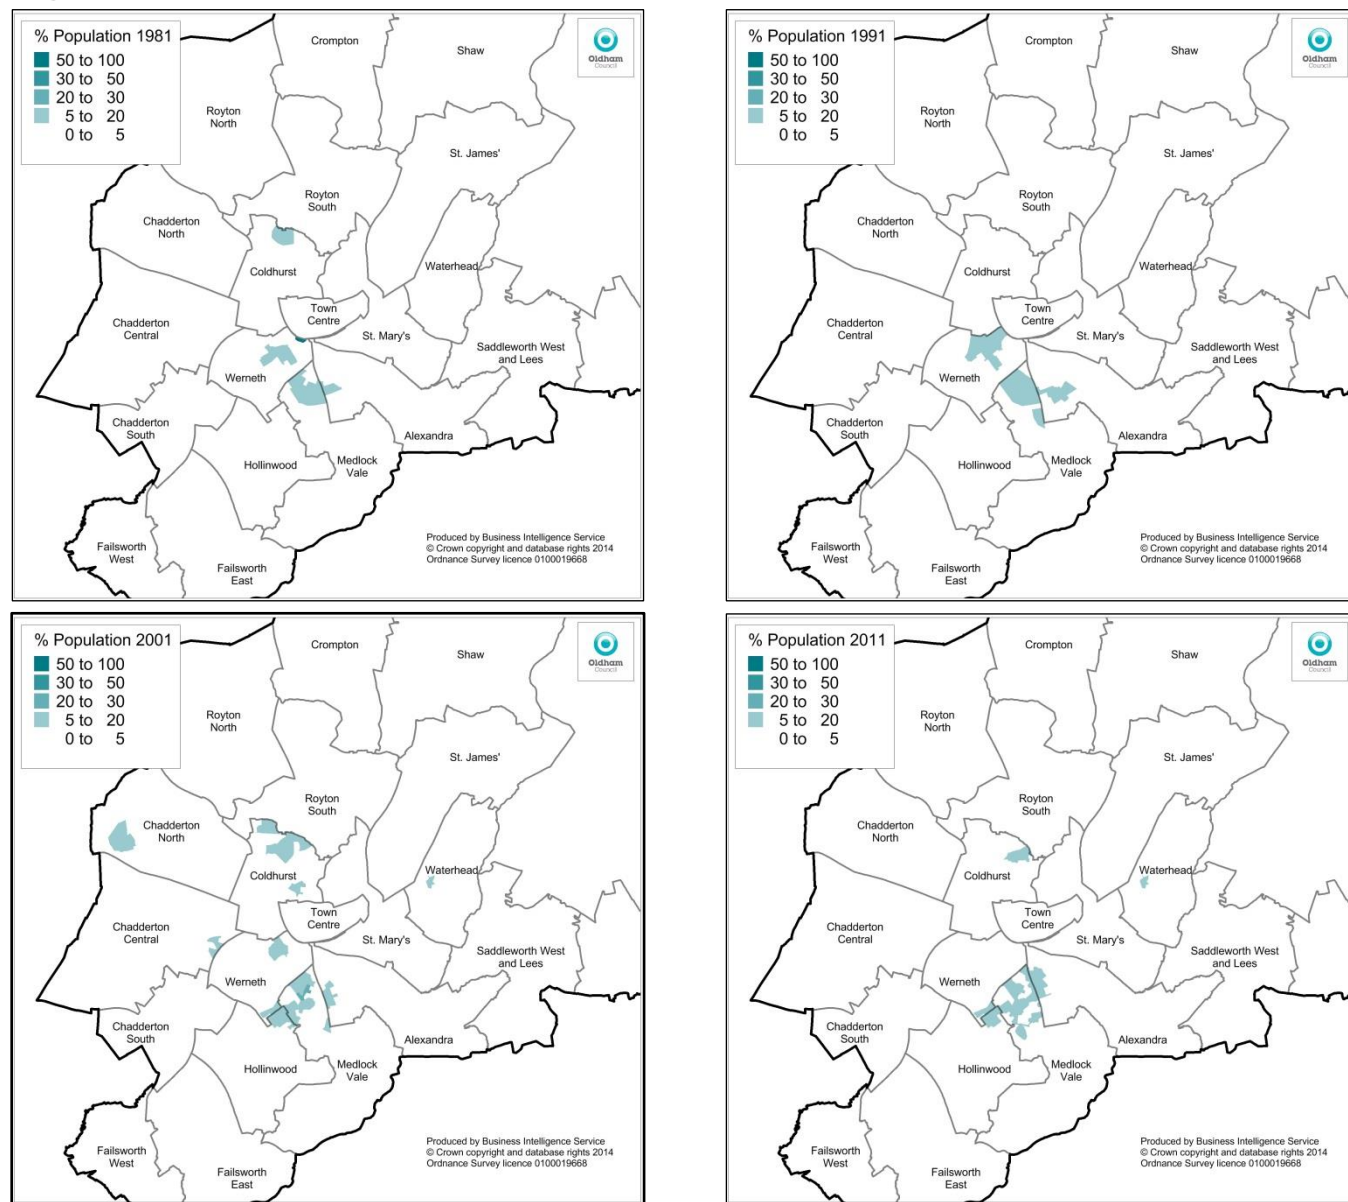 % Population 1981
50 to 100
30 to 50
20 to 30
5 to 20
0 to 5
Oldham
Council
Crompton
Shaw
Royton
North
St. James'
Royton
South
Chadderton
North
Waterhead
Coldhurst
Town
Centre
Chadderton
Central
St. Mary's
Saddleworth West
and Lees
Werneth
Chadderton
South
Alexandra
Hollinwood
Medlock
Vale
Failsworth
West
Failsworth
East
Produced by Business Intelligence Service
© Crown copyright and database rights 2014
Ordnance Survey licence 0100019668
% Population 1991
50 to 100
30 to 50
20 to 30
5 to 20
0 to 5
Oldham
Council
Crompton
Shaw
Royton
North
St. James'
Royton
South
Chadderton
North
Waterhead
Coldhurst
Town
Centre
Chadderton
Central
St. Mary's
Saddleworth West
and Lees
Werneth
Chadderton
South
Alexandra
Hollinwood
Medlock
Vale
Failsworth
West
Failsworth
East
Produced by Business Intelligence Service
© Crown copyright and database rights 2014
Ordnance Survey licence 0100019668
% Population 2001
50 to 100
30 to 50
20 to 30
5 to 20
0 to 5
Oldham
Council
Crompton
Shaw
Royton
North
St. James'
Royton
South
Chadderton
North
Waterhead
Coldhurst
Town
Centre
Chadderton
Central
St. Mary's
Saddleworth West
and Lees
Werneth
Chadderton
South
Alexandra
Hollinwood
Medlock
Vale
Failsworth
West
Failsworth
East
Produced by Business Intelligence Service
© Crown copyright and database rights 2014
Ordnance Survey licence 0100019668
% Population 2011
50 to 100
30 to 50
20 to 30
5 to 20
0 to 5
Oldham
Council
Crompton
Shaw
Royton
North
St. James'
Royton
South
Chadderton
North
Waterhead
Coldhurst
Town
Centre
Chadderton
Central
St. Mary's
Saddleworth West
and Lees
Werneth
Chadderton
South
Alexandra
Hollinwood
Medlock
Vale
Failsworth
West
Failsworth
East
Produced by Business Intelligence Service
© Crown copyright and database rights 2014
Ordnance Survey licence 0100019668